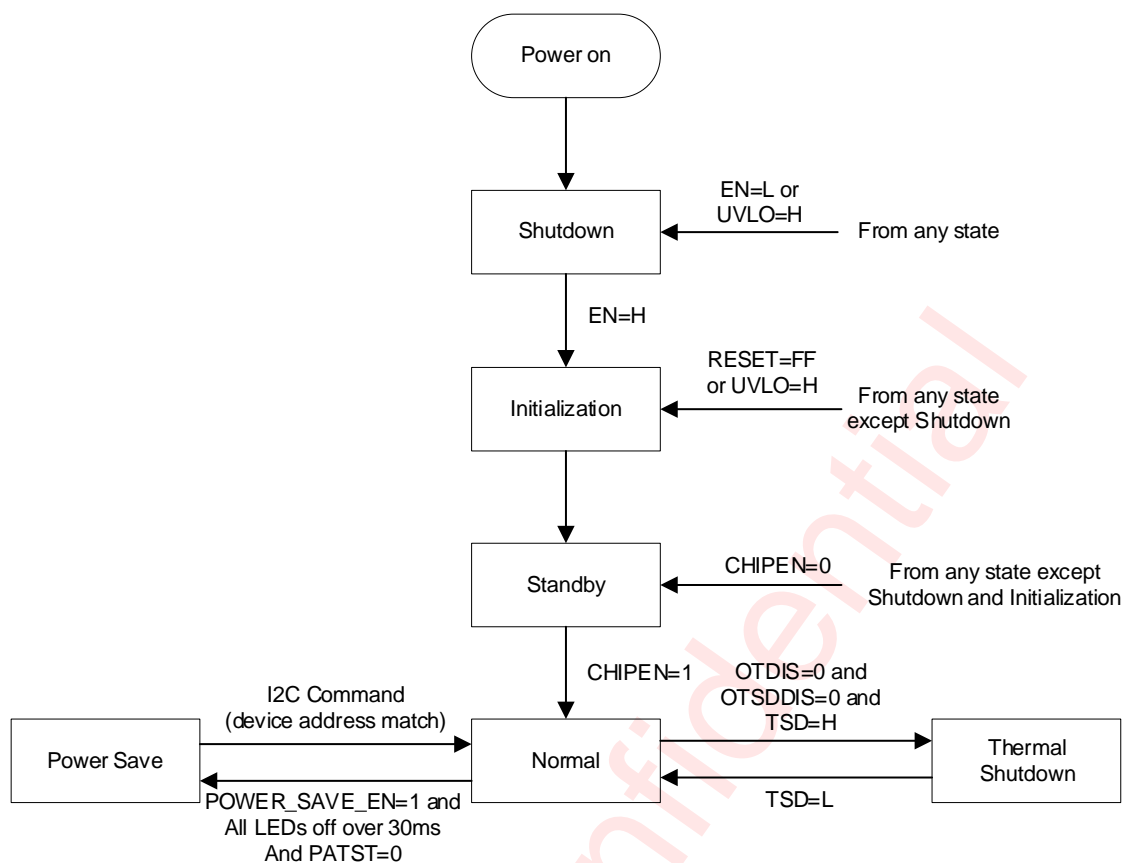 Power on
EN=L or
UVLO=H
Shutdown
From any state
EN=H
RESET=FF
or UVLO=H
Initialization
From any state
except Shutdown
CHIPEN=0
Standby
From any state except
Shutdown and Initialization
CHIPEN=1
OTDIS=0 and
OTSDDIS=0 and
TSD=H
I2C Command
(device address match)
Power Save
Normal
Thermal
Shutdown
POWER_SAVE_EN=1 and
All LEDs off over 30ms
And PATST=0
TSD=L
nfidential